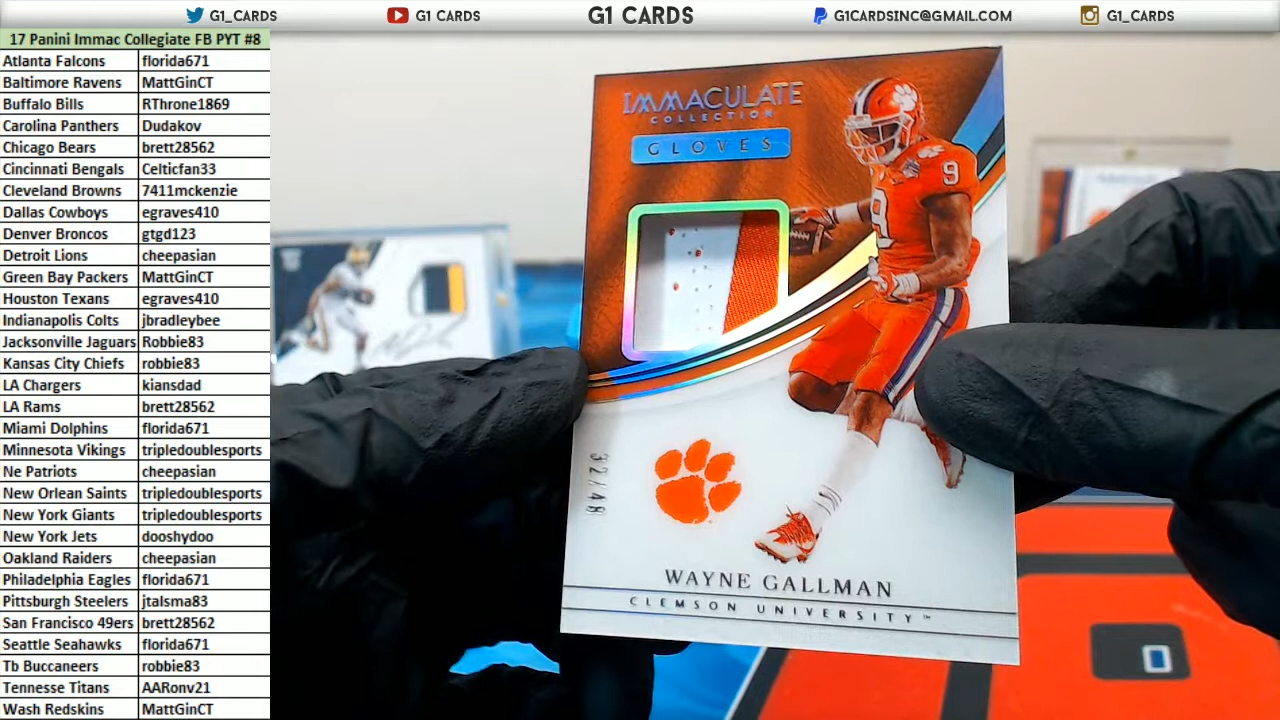 G1_CARDS G1 CARDS G1 CARDS G1CARDSINC@GMAIL.COM G1_CARDS
17 Panini Immac Collegiate FB PYT #8
Atlanta Falcons florida671
Baltimore Ravens MattGinCT
Buffalo Bills RThrone1869
Carolina Panthers Dudakov
Chicago Bears brett28562
Cincinnati Bengals Celticfan33
Cleveland Browns 7411mckenzie
Dallas Cowboys egraves410
Denver Broncos gtgd123
Detroit Lions cheepasian
Green Bay Packers MattGinCT
Houston Texans egraves410
Indianapolis Colts jbradleybee
Jacksonville Jaguars Robbie83
Kansas City Chiefs robbie83
LA Chargers kiansdad
LA Rams brett28562
Miami Dolphins florida671
Minnesota Vikings tripledoublesports
Ne Patriots cheepasian
New Orlean Saints tripledoublesports
New York Giants tripledoublesports
New York Jets dooshydoo
Oakland Raiders cheepasian
Philadelphia Eagles florida671
Pittsburgh Steelers jtalsma83
San Francisco 49ers brett28562
Seattle Seahawks florida671
Tb Buccaneers robbie83
Tennesse Titans AARonv21
Wash Redskins MattGinCT
IMMACULATE
COLLECTION
GLOVES
9
9
32/48
WAYNE GALLMAN
CLEMSON UNIVERSITY™